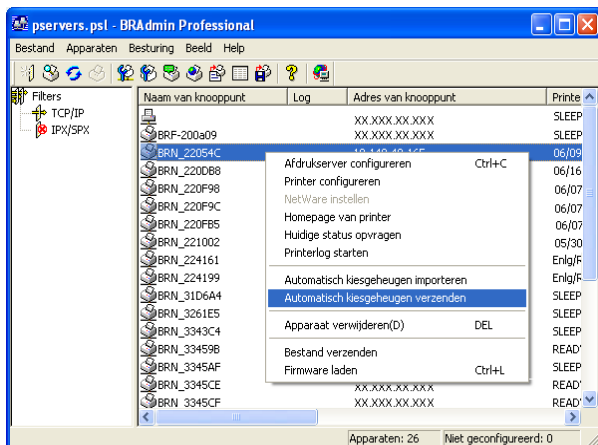 pservers.psl - BRAdmin Professional
Bestand Apparaten Besturing Beeld Help
Filters
TCP/IP
IPX/SPX
Naam van knooppunt Log Adres van knooppunt Printe
XX.XXX.XX.XXX SLEEP
BRF-200a09 XX.XXX.XX.XXX SLEEP
BRN_22054C 06/09
BRN_220DB8 06/16
BRN_220F98 06/07
BRN_220F9C 06/07
BRN_220FB5 06/07
BRN_221002 05/30
BRN_224161 Enlg/R
BRN_224199 Enlg/R
BRN_31D6A4 SLEEP
BRN_3261E5 SLEEP
BRN_3343C4 SLEEP
BRN_33459B READ'
BRN_3345AF SLEEP
BRN_3345CE XX.XXX.XX.XXX READ'
BRN_3345CF XX.XXX.XX.XXX READ'
Afdrukserver configureren Ctrl+C
Printer configureren
NetWare instellen
Homepage van printer
Huidige status opvragen
Printerlog starten
Automatisch kiesgeheugen importeren
Automatisch kiesgeheugen verzenden
Apparaat verwijderen(D) DEL
Bestand verzenden
Firmware laden Ctrl+L
Apparaten: 26 Niet geconfigureerd: 0